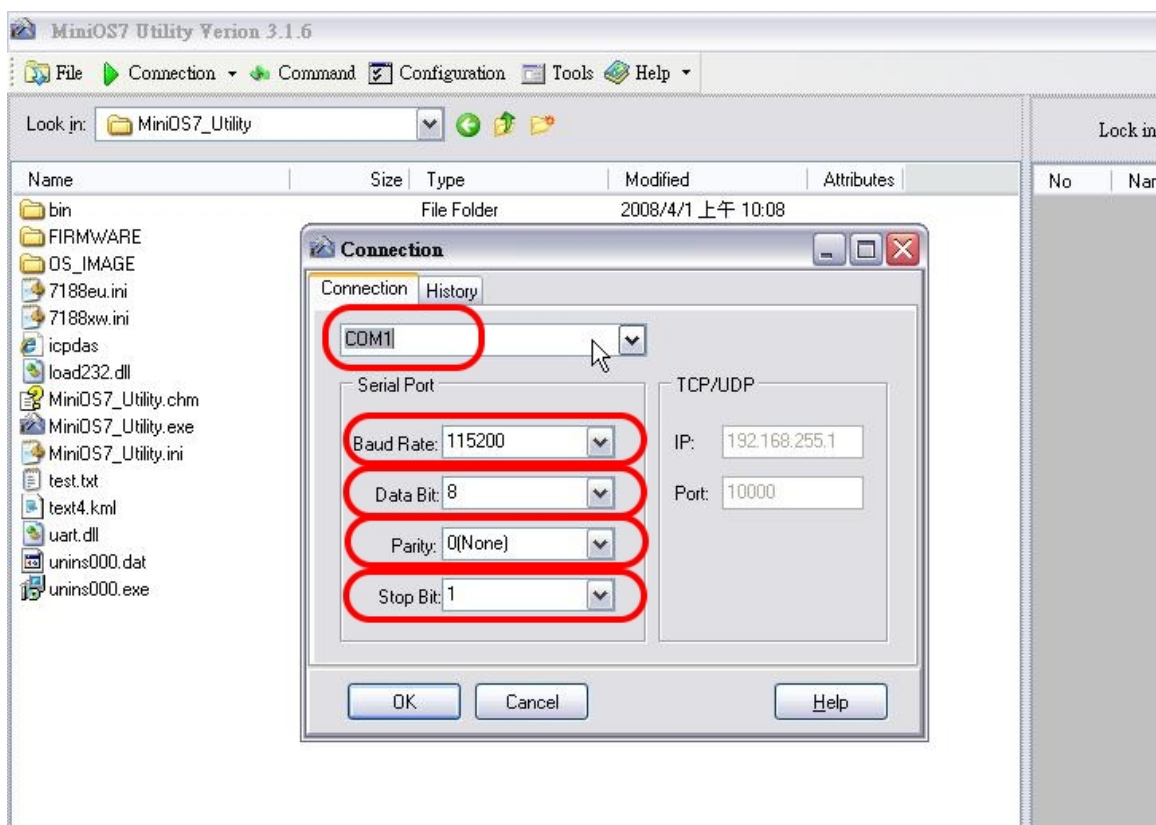 MiniOS7 Utility Verion 3.1.6
File Connection Command Configuration Tools Help
Look in: MiniOS7_Utility
Lock in
Name Size Type Modified Attributes
No Nar
bin File Folder 2008/4/1 上午 10:08
FIRMWARE
OS_IMAGE
7188eu.ini
7188xw.ini
icpdas
load232.dll
MiniOS7_Utility.chm
MiniOS7_Utility.exe
MiniOS7_Utility.ini
test.txt
text4.kml
uart.dll
unins000.dat
unins000.exe
Connection
Connection History
COM1
Serial Port
Baud Rate: 115200
Data Bit: 8
Parity: 0(None)
Stop Bit: 1
TCP/UDP
IP: 192.168.255.1
Port: 10000
OK Cancel Help